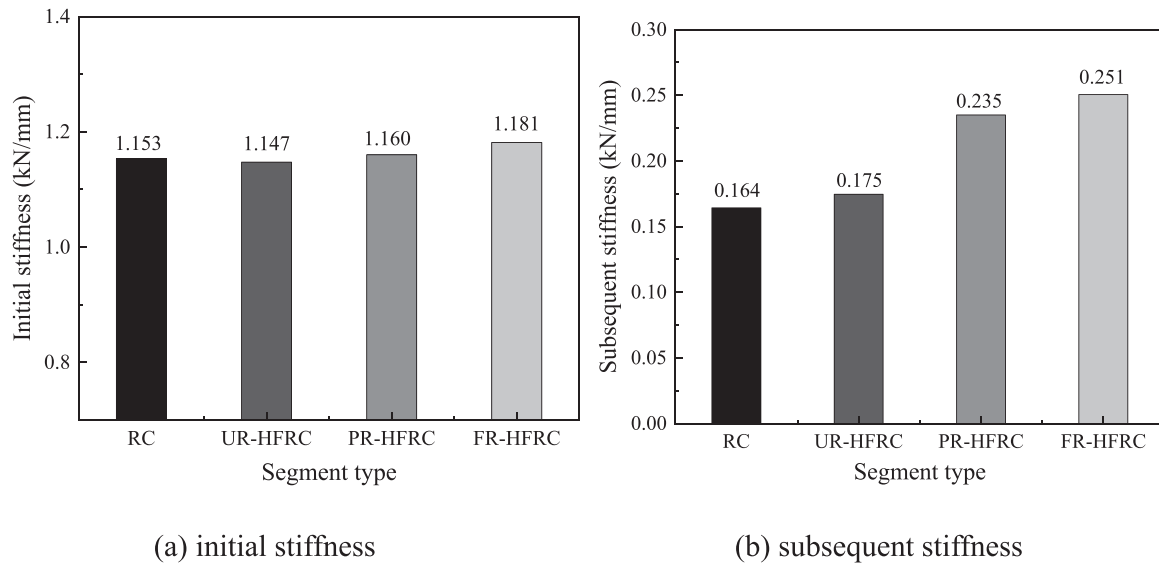 1.4
1.2
1.0
0.8
Initial stiffness (kN/mm)
1.153
1.147
1.160
1.181
RC
UR-HFRC
PR-HFRC
FR-HFRC
Segment type
(a) initial stiffness
0.30
0.25
0.20
0.15
0.10
0.05
0.00
Subsequent stiffness (kN/mm)
0.164
0.175
0.235
0.251
RC
UR-HFRC
PR-HFRC
FR-HFRC
Segment type
(b) subsequent stiffness